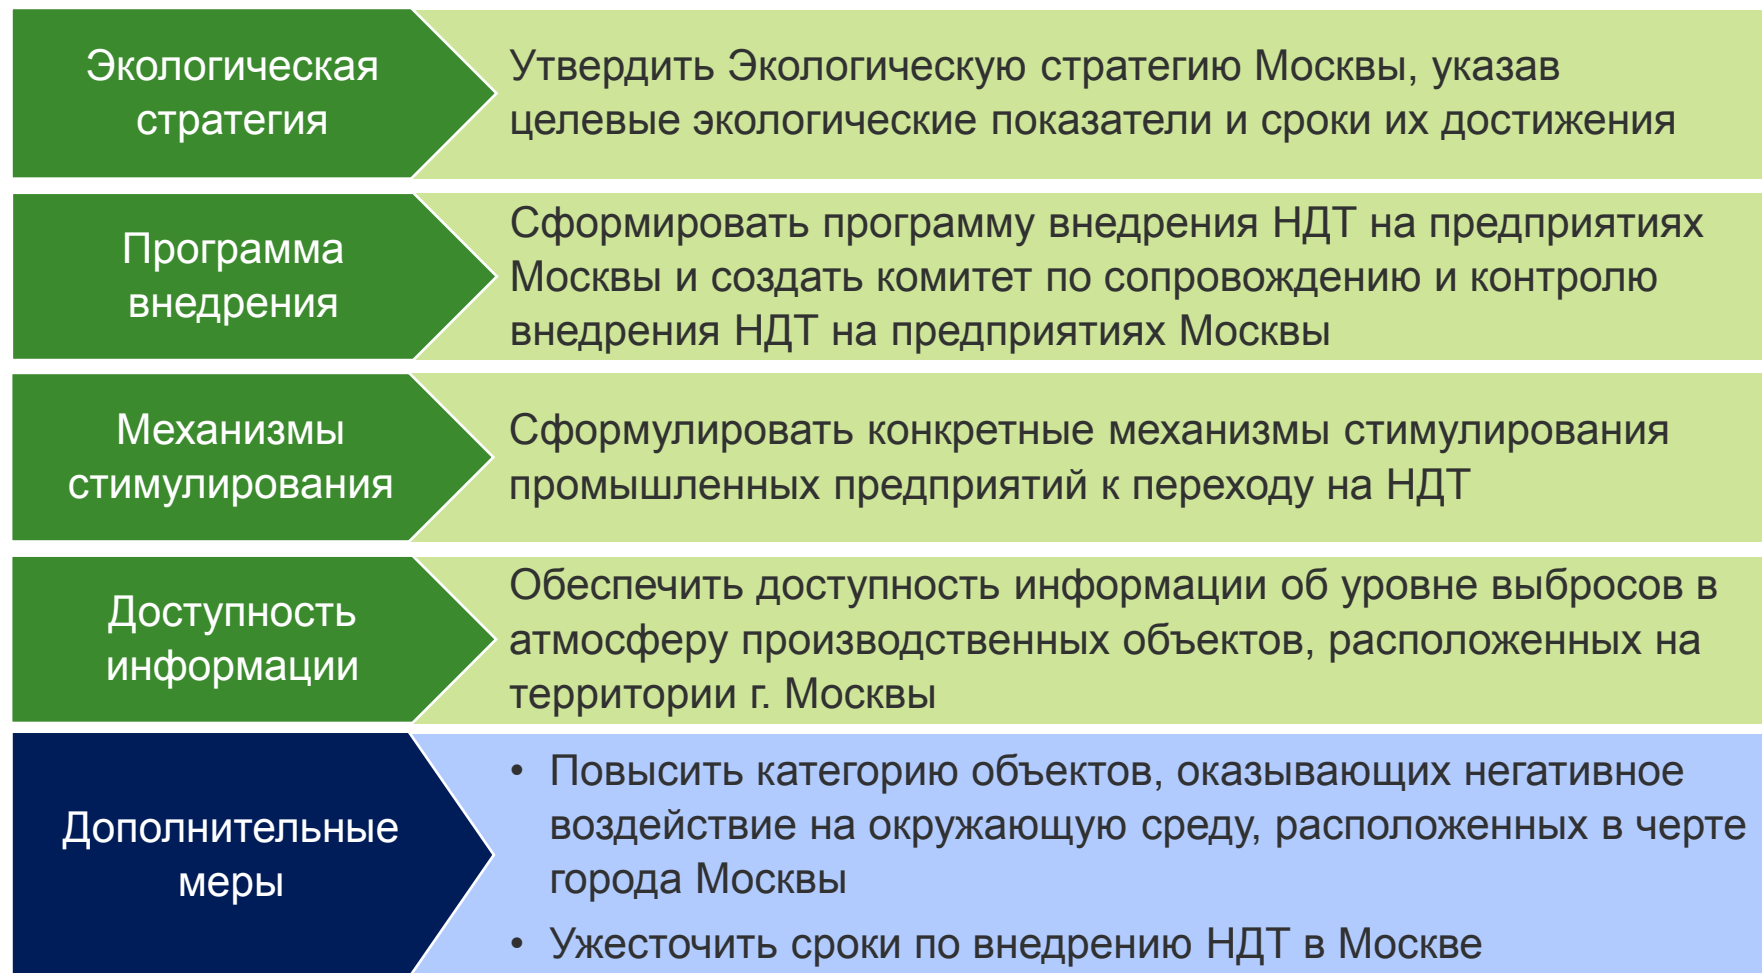 Экологическая
стратегия
Утвердить Экологическую стратегию Москвы, указав
целевые экологические показатели и сроки их достижения
Программа
внедрения
Сформировать программу внедрения НДТ на предприятиях
Москвы и создать комитет по сопровождению и контролю
внедрения НДТ на предприятиях Москвы
Механизмы
стимулирования
Сформулировать конкретные механизмы стимулирования
промышленных предприятий к переходу на НДТ
Доступность
информации
Обеспечить доступность информации об уровне выбросов в
атмосферу производственных объектов, расположенных на
территории г. Москвы
Дополнительные
меры
• Повысить категорию объектов, оказывающих негативное
воздействие на окружающую среду, расположенных в черте
города Москвы
• Ужесточить сроки по внедрению НДТ в Москве